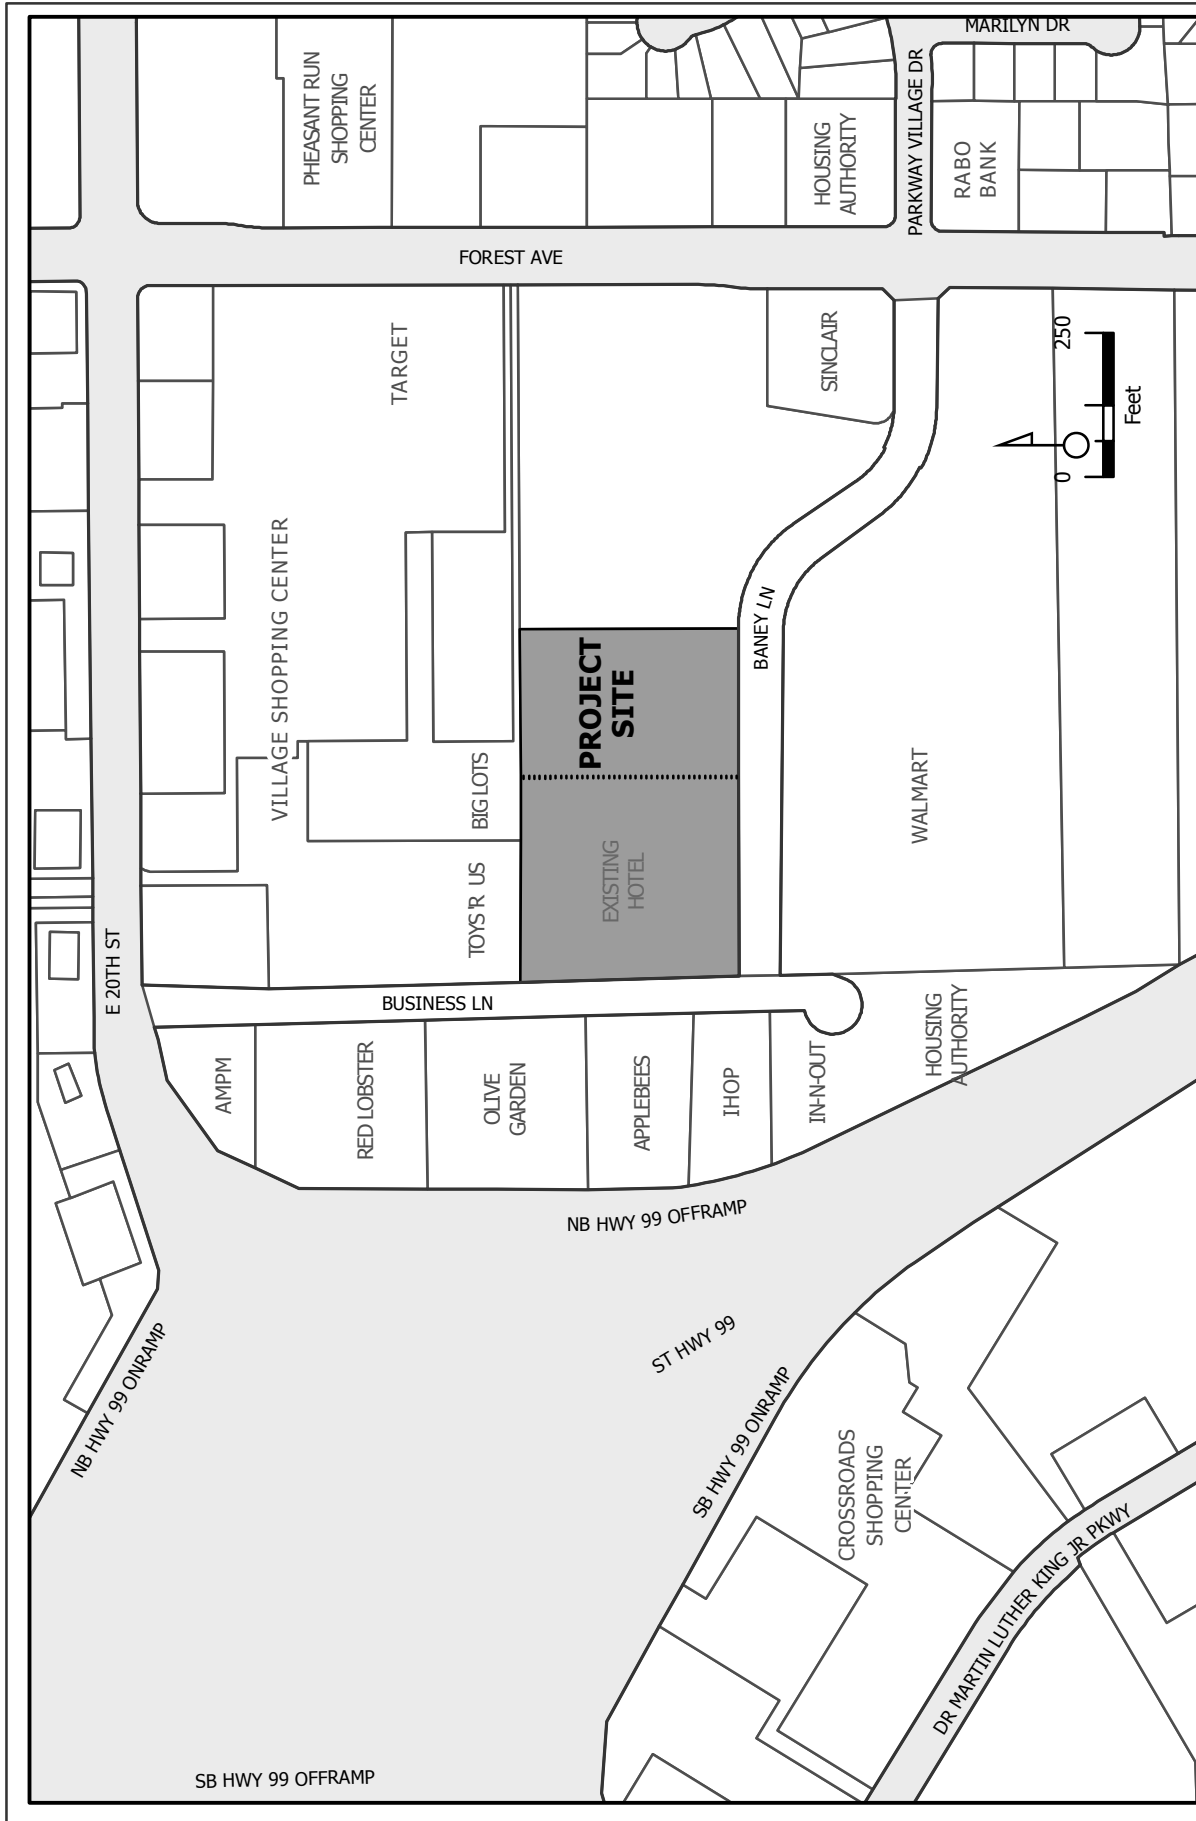 MARILYN DR
PHEASANT RUN
SHOPPING
CENTER
HOUSING
AUTHORITY
PARKWAY VILLAGE DR
RABO
BANK
FOREST AVE
TARGET
SINCLAIR
250
0
Feet
VILLAGE SHOPPING CENTER
BANEY LN
PROJECT
SITE
BIG LOTS
WALMART
EXISTING
HOTEL
TOYS'R US
E 20TH ST
BUSINESS LN
HOUSING
AUTHORITY
AMPM
RED LOBSTER
OLIVE
GARDEN
APPLEBEES
IHOP
IN-N-OUT
NB HWY 99 OFFRAMP
NB HWY 99 ONRAMP
ST HWY 99
SB HWY 99 ONRAMP
CROSSROADS
SHOPPING
CENTER
DR MARTIN LUTHER KING JR PKWY
SB HWY 99 OFFRAMP